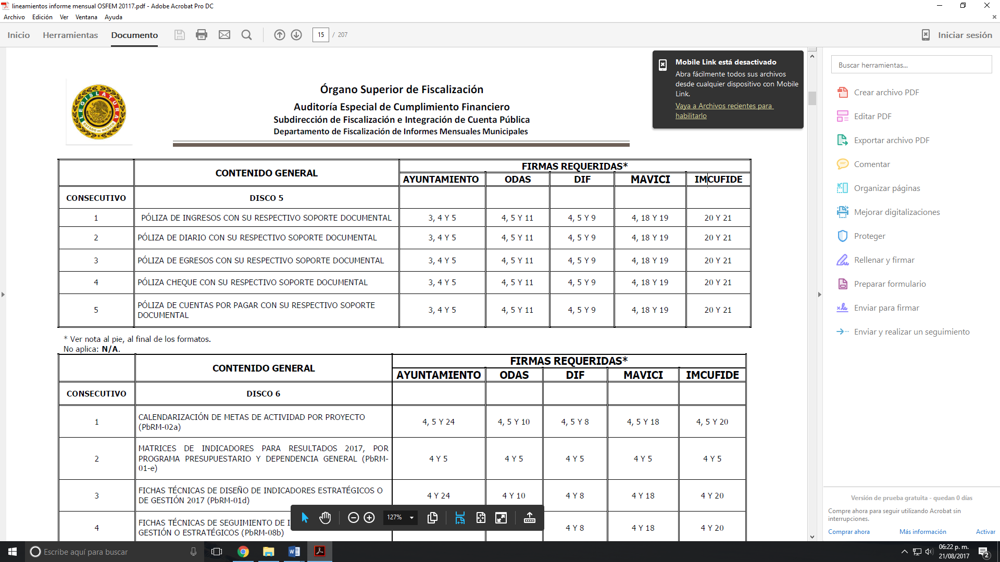 lineamientos informe mensual OSFEM 20117.pdf - Adobe Acrobat Pro DC
Archivo Edición Ver Ventana Ayuda
Inicio Herramientas Documento 15 / 207 Iniciar sesión
Mobile Link está desactivado
Abra fácilmente todos sus archivos
desde cualquier dispositivo con Mobile
Link.
Vaya a Archivos recientes para
habilitarlo
LEGISLATURA
ESTADO DE MEXICO
Órgano Superior de Fiscalización
Auditoría Especial de Cumplimiento Financiero
Subdirección de Fiscalización e Integración de Cuenta Pública
Departamento de Fiscalización de Informes Mensuales Municipales
CONTENIDO GENERAL FIRMAS REQUERIDAS*
AYUNTAMIENTO ODAS DIF MAVICI IMCUFIDE
CONSECUTIVO DISCO 5
1 PÓLIZA DE INGRESOS CON SU RESPECTIVO SOPORTE DOCUMENTAL 3, 4 Y 5 4, 5 Y 11 4, 5 Y 9 4, 18 Y 19 20 Y 21
2 PÓLIZA DE DIARIO CON SU RESPECTIVO SOPORTE DOCUMENTAL 3, 4 Y 5 4, 5 Y 11 4, 5 Y 9 4, 18 Y 19 20 Y 21
3 PÓLIZA DE EGRESOS CON SU RESPECTIVO SOPORTE DOCUMENTAL 3, 4 Y 5 4, 5 Y 11 4, 5 Y 9 4, 18 Y 19 20 Y 21
4 PÓLIZA CHEQUE CON SU RESPECTIVO SOPORTE DOCUMENTAL 3, 4 Y 5 4, 5 Y 11 4, 5 Y 9 4, 18 Y 19 20 Y 21
5 PÓLIZA DE CUENTAS POR PAGAR CON SU RESPECTIVO SOPORTE
DOCUMENTAL 3, 4 Y 5 4, 5 Y 11 4, 5 Y 9 4, 18 Y 19 20 Y 21
* Ver nota al pie, al final de los formatos.
No aplica: N/A.
CONTENIDO GENERAL FIRMAS REQUERIDAS*
AYUNTAMIENTO ODAS DIF MAVICI IMCUFIDE
CONSECUTIVO DISCO 6
1 CALENDARIZACIÓN DE METAS DE ACTIVIDAD POR PROYECTO
(PbRM-02a) 4, 5 Y 24 4, 5 Y 10 4, 5 Y 8 4, 5 Y 18 4, 5 Y 20
2 MATRICES DE INDICADORES PARA RESULTADOS 2017, POR
PROGRAMA PRESUPUESTARIO Y DEPENDENCIA GENERAL (PbRM-
01-e) 4 Y 5 4 Y 5 4 Y 5 4 Y 5 4 Y 5
3 FICHAS TÉCNICAS DE DISEÑO DE INDICADORES ESTRATÉGICOS O
DE GESTIÓN 2017 (PbRM-01d) 4 Y 24 4 Y 10 4 Y 8 4 Y 18 4 Y 20
4 FICHAS TÉCNICAS DE SEGUIMIENTO DE I
GESTIÓN O ESTRATÉGICOS (PbRM-08b) 4 Y 8 4 Y 18 4 Y 20
127%
Buscar herramientas...
Crear archivo PDF
Editar PDF
Exportar archivo PDF
Comentar
Organizar páginas
Mejorar digitalizaciones
Proteger
Rellenar y firmar
Preparar formulario
Enviar para firmar
Enviar y realizar un seguimiento
Versión de prueba gratuita - quedan 0 días
Compre ahora para seguir utilizando Acrobat sin
interrupciones.
Comprar ahora Más información Activar
Escribe aquí para buscar
06:22 p. m.
21/08/2017
2